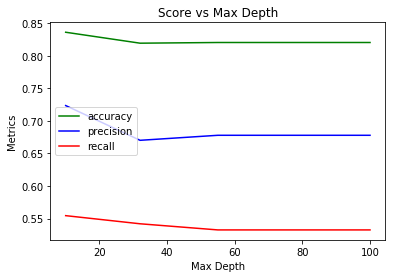 Score vs Max Depth
0.85
0.80
0.75
0.70
0.65
0.60
0.55
Metrics
accuracy
precision
recall
20 40 60 80 100
Max Depth